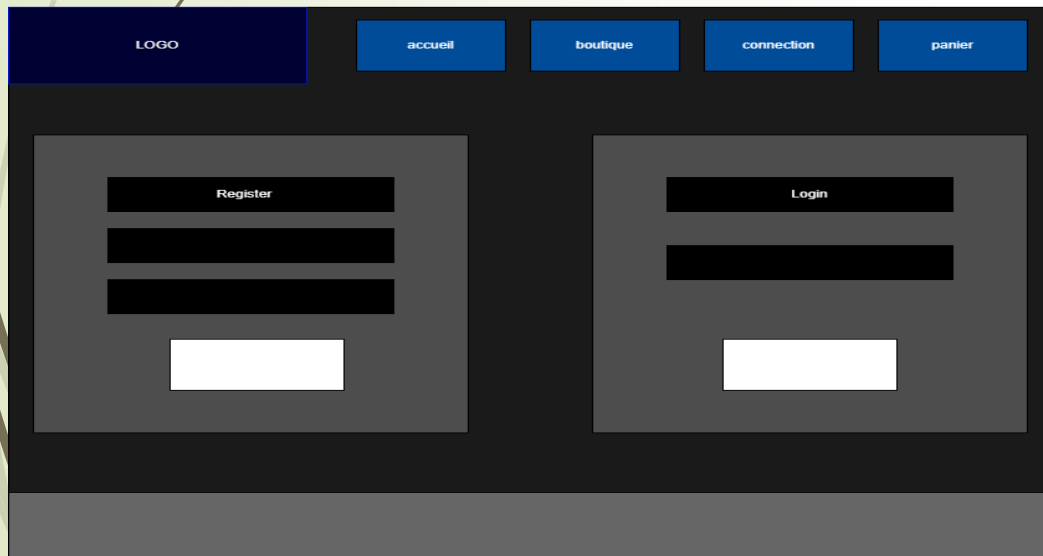 LOGO
accueil
boutique
connection
panier
Register
Login